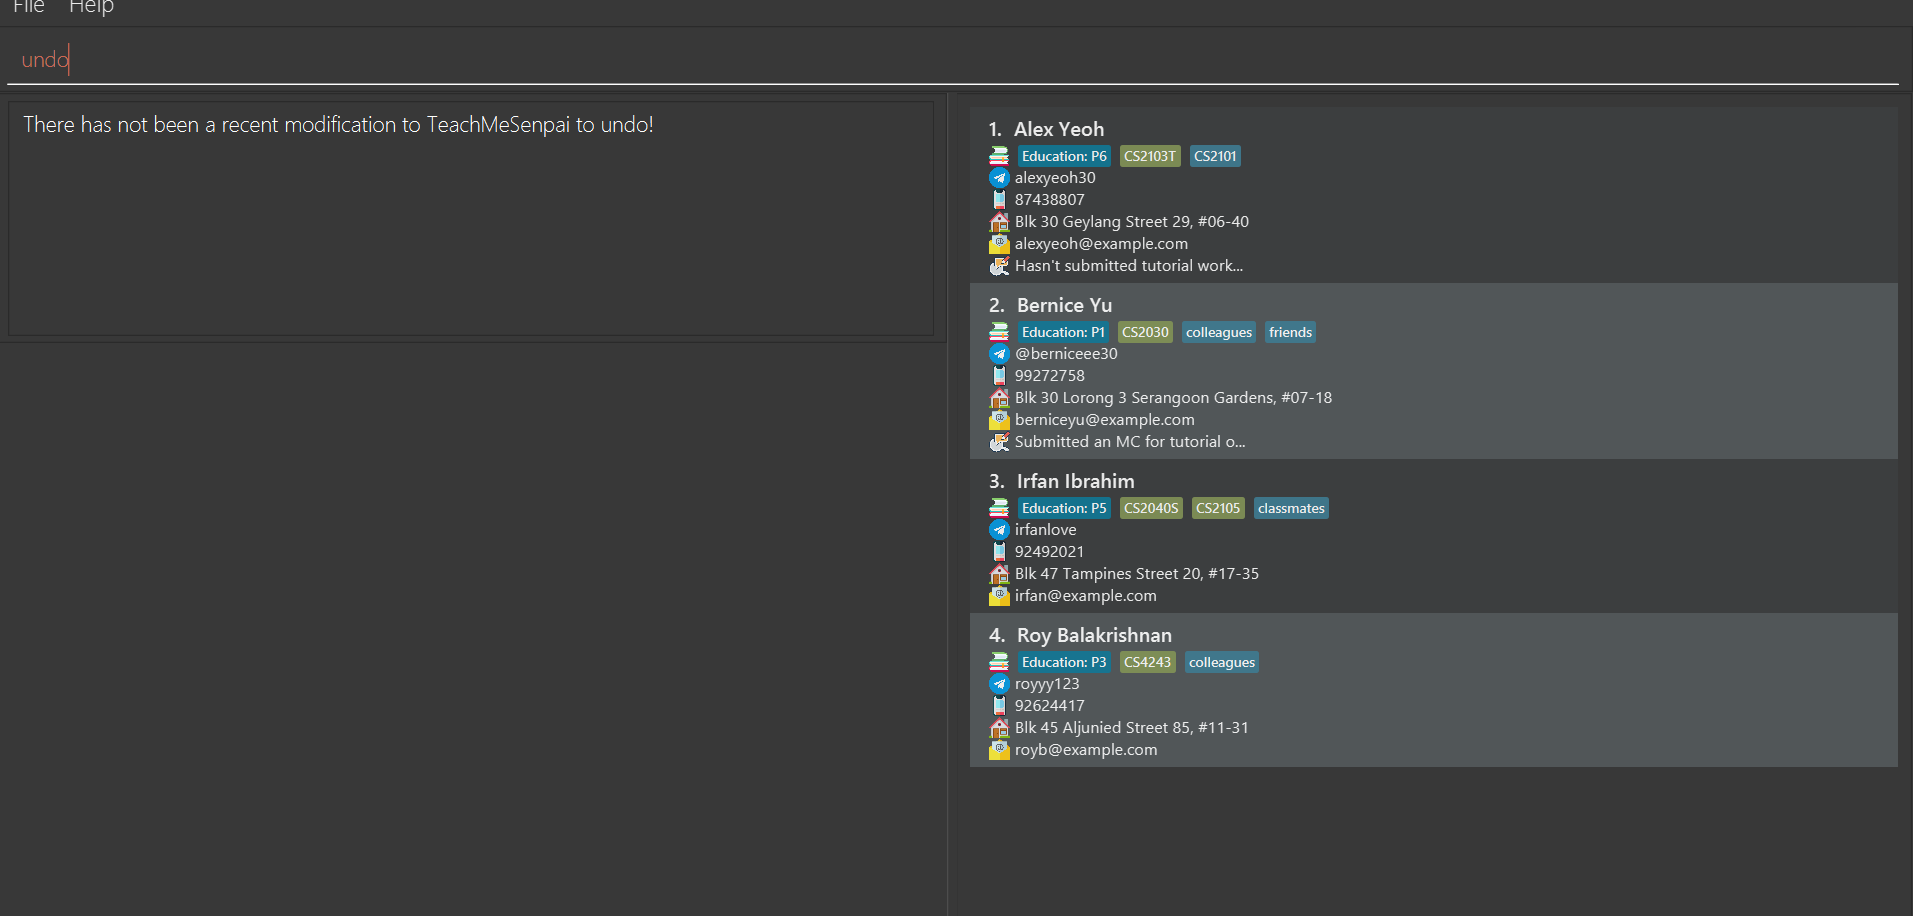 File Help
undo
There has not been a recent modification to TeachMeSenpai to undo!
1. Alex Yeoh
Education: P6 CS2103T CS2101
alexyeoh30
87438807
Blk 30 Geylang Street 29, #06-40
alexyeoh@example.com
Hasn't submitted tutorial work...
2. Bernice Yu
Education: P1 CS2030 colleagues friends
@berniceee30
99272758
Blk 30 Lorong 3 Serangoon Gardens, #07-18
berniceyu@example.com
Submitted an MC for tutorial o...
3. Irfan Ibrahim
Education: P5 CS2040S CS2105 classmates
irfanlove
92492021
Blk 47 Tampines Street 20, #17-35
irfan@example.com
4. Roy Balakrishnan
Education: P3 CS4243 colleagues
royyy123
92624417
Blk 45 Aljunied Street 85, #11-31
royb@example.com